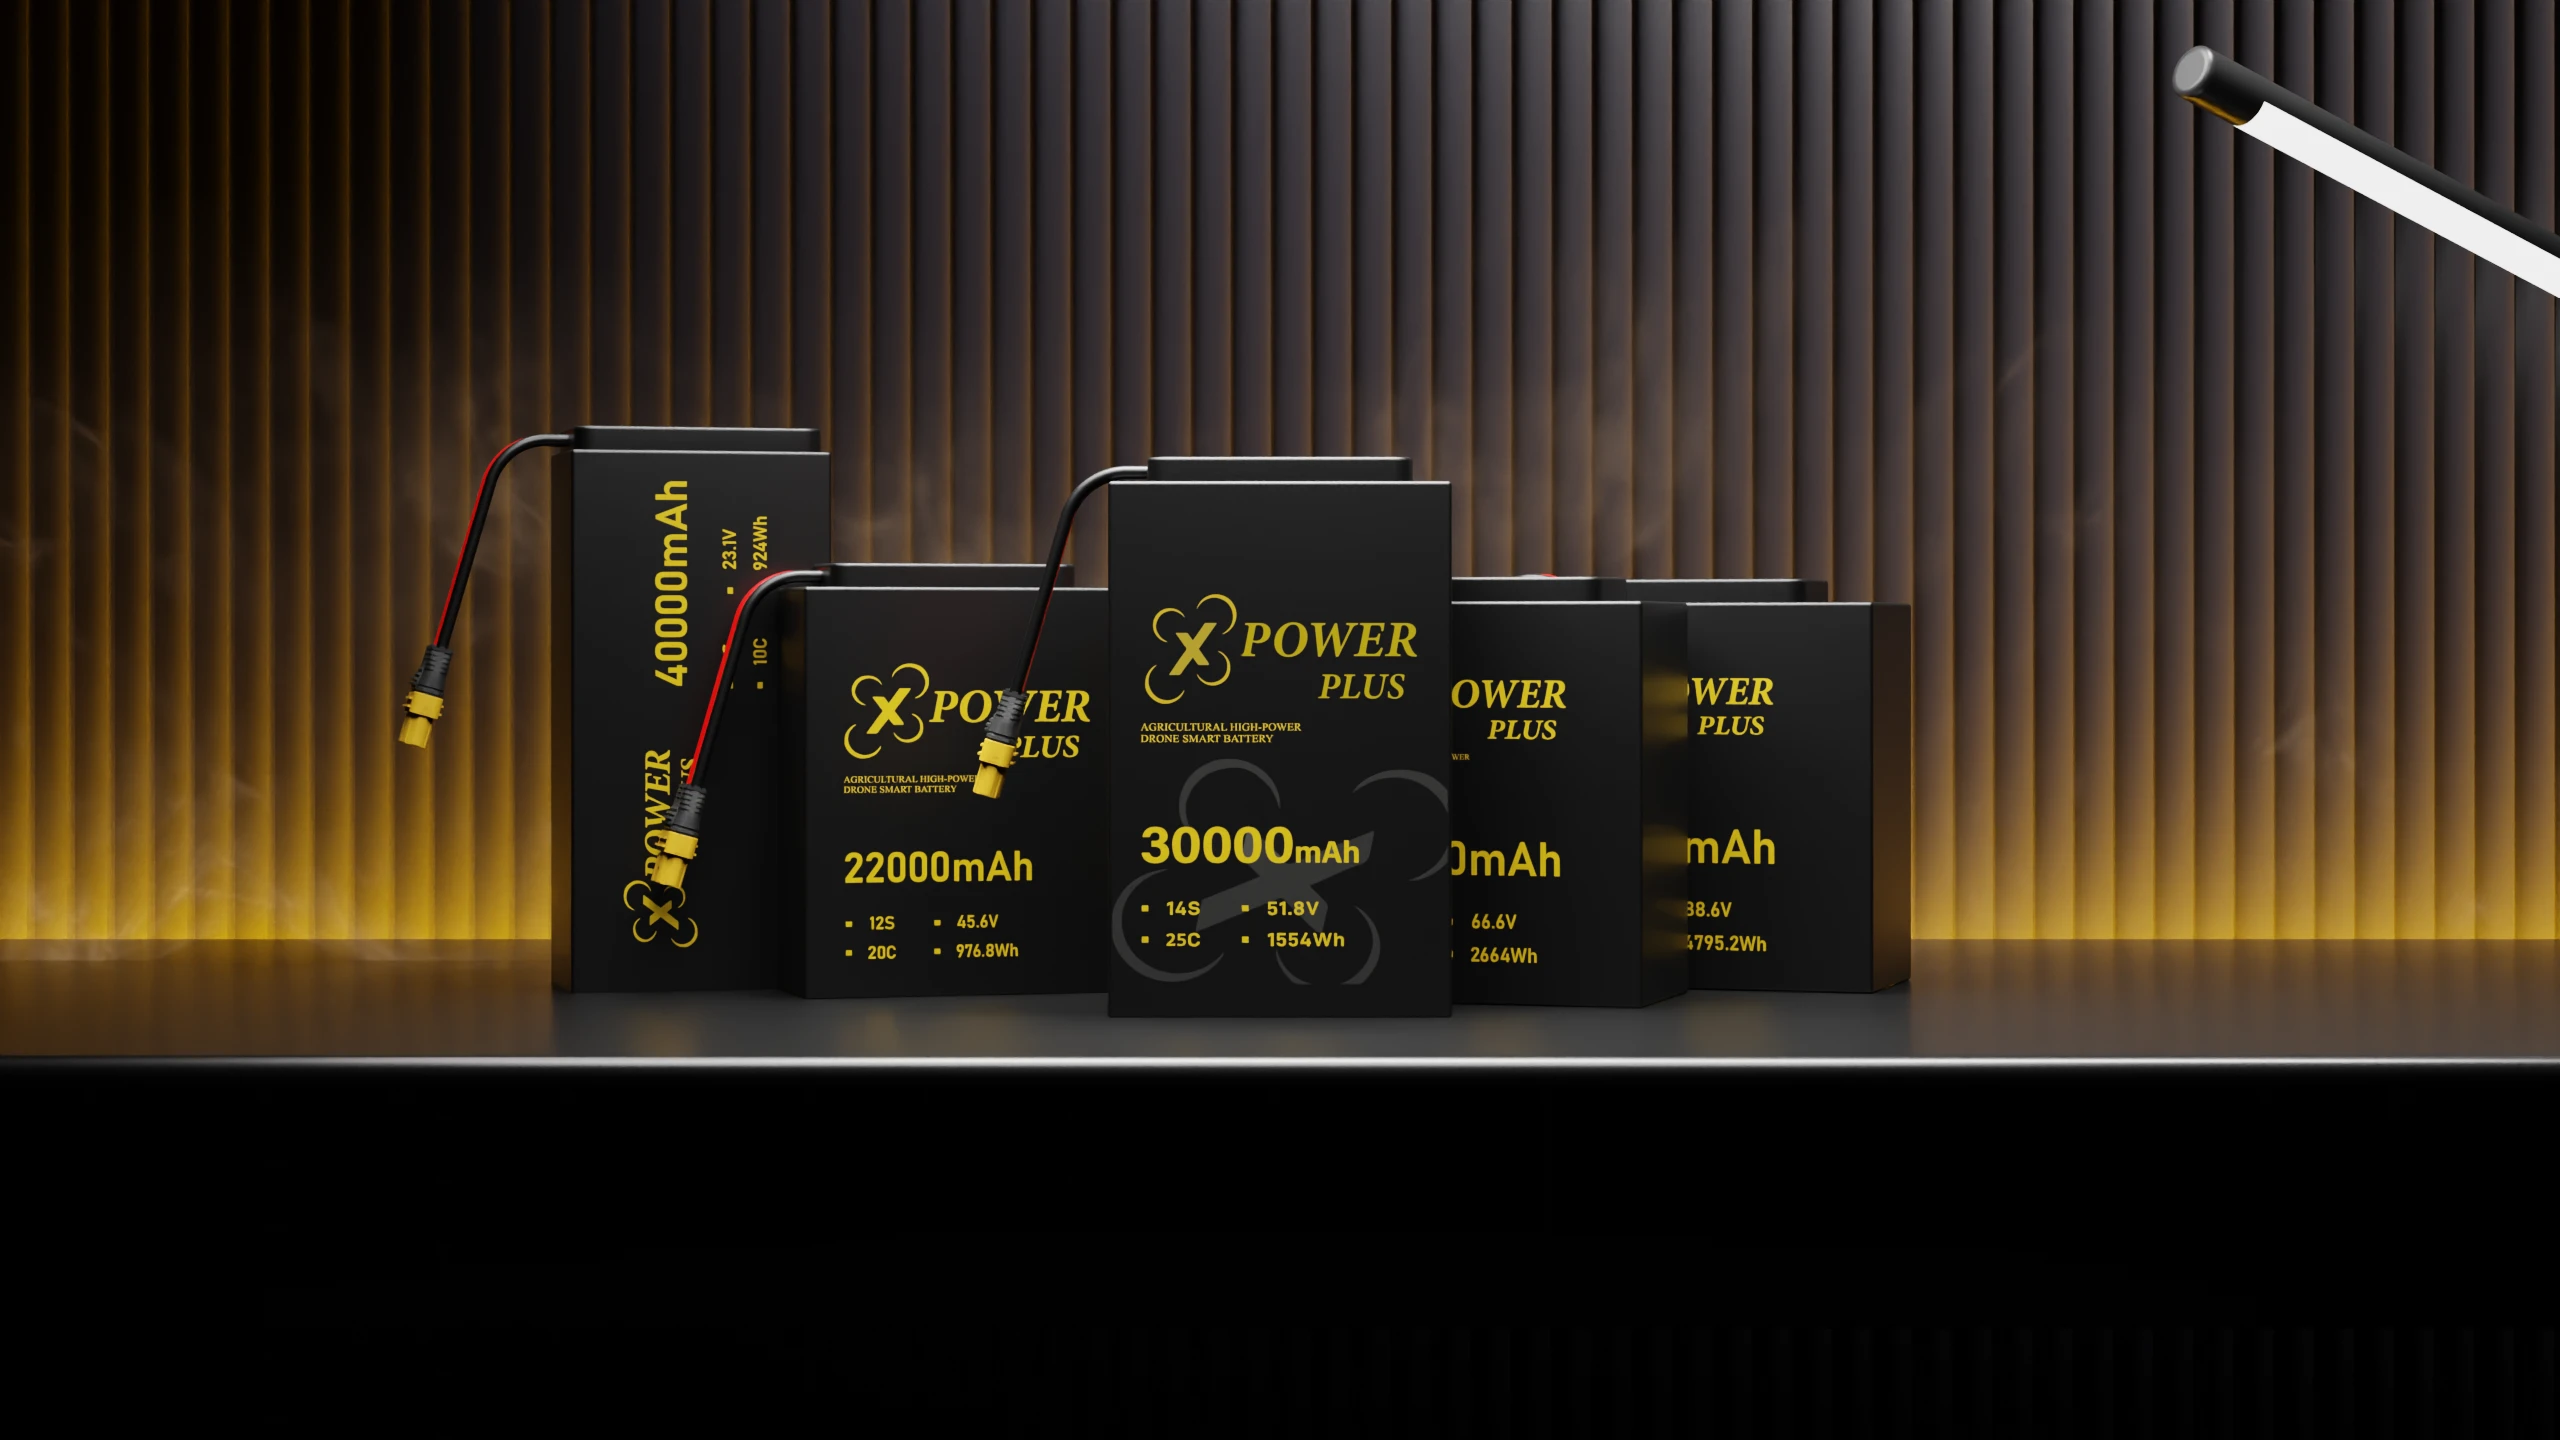 40000mAh
23.1V
10C
924Wh
X POWER
X POWER
PLUS
AGRICULTURAL HIGH-POWER
DRONE SMART BATTERY
22000mAh
12S
45.6V
20C
976.8Wh
X POWER
PLUS
AGRICULTURAL HIGH-POWER
DRONE SMART BATTERY
30000mAh
14S
51.8V
25C
1554Wh
OWER
PLUS
WER
0mAh
66.6V
2664Wh
WER
PLUS
mAh
88.6V
4795.2Wh